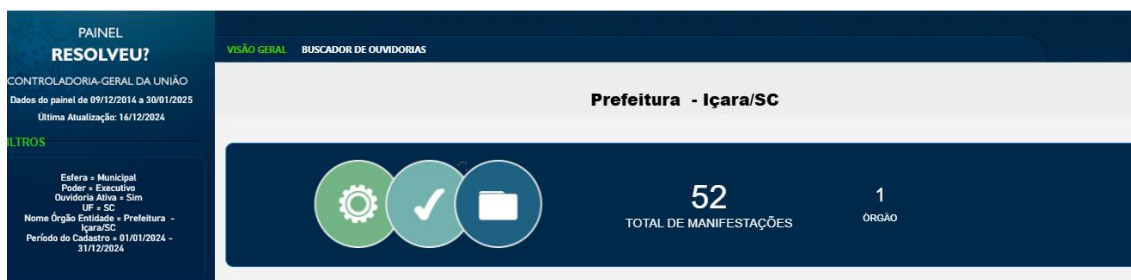 PAINEL
RESOLVEU?
CONTROLADORIA-GERAL DA UNIÃO
Dados do painel de 09/12/2014 a 30/01/2025
Última Atualização: 16/12/2024
ILTROS
Esfera = Municipal
Poder = Executivo
Ouvidoria Ativa = Sim
UF = SC
Nome Órgão Entidade = Prefeitura -
Içara/SC
Período do Cadastro = 01/01/2024 -
31/12/2024
VISÃO GERAL BUSCADOR DE OUVIDORIAS
Prefeitura - Içara/SC
52
TOTAL DE MANIFESTAÇÕES
1
ÓRGÃO